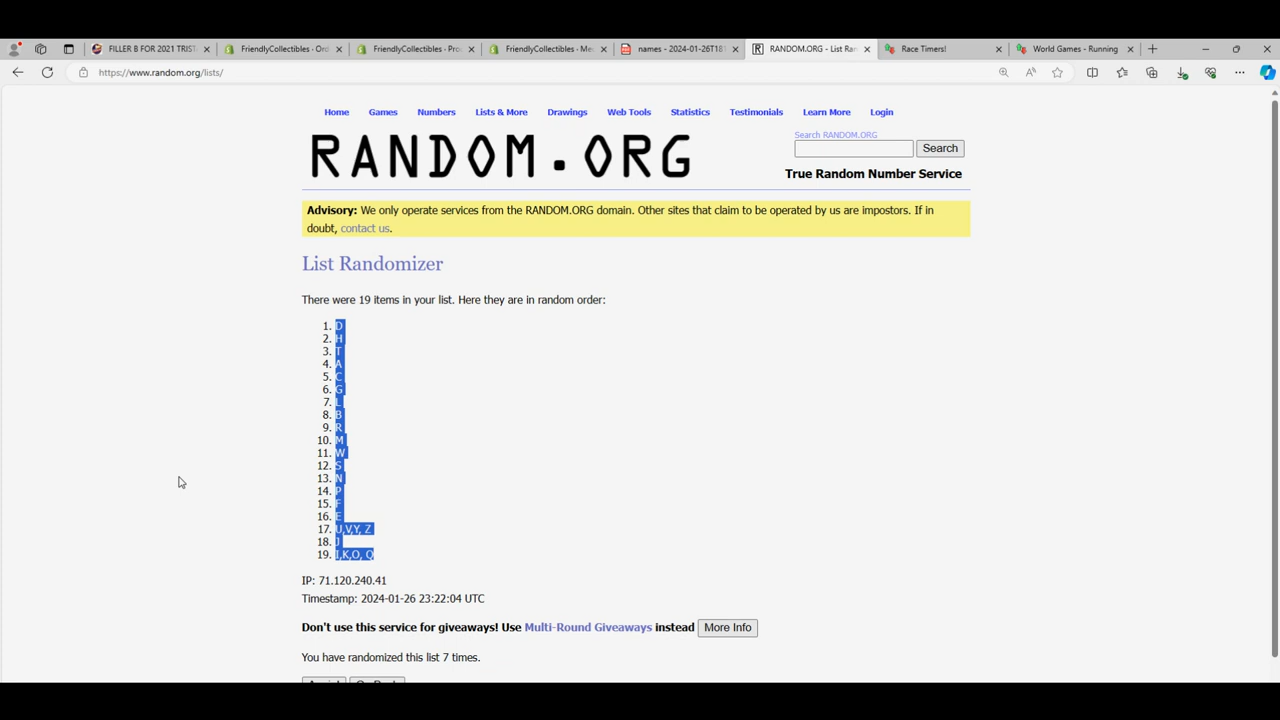 FILLER B FOR 2021 TRIST
FriendlyCollectibles · Ord
FriendlyCollectibles · Pro
FriendlyCollectibles · Me
names - 2024-01-26T181
RANDOM.ORG - List Ran
Race Timers!
World Games - Running
https://www.random.org/lists/
Home Games Numbers Lists & More Drawings Web Tools Statistics Testimonials Learn More Login
RANDOM.ORG
Search RANDOM.ORG
Search
True Random Number Service
Advisory: We only operate services from the RANDOM.ORG domain. Other sites that claim to be operated by us are impostors. If in
doubt, contact us.
List Randomizer
There were 19 items in your list. Here they are in random order:
1. D
2. H
3. T
4. A
5. C
6. G
7. L
8. B
9. R
10. M
11. W
12. S
13. N
14. P
15. F
16. E
17. U,V,Y, Z
18. J
19. I,K,O, Q
IP: 71.120.240.41
Timestamp: 2024-01-26 23:22:04 UTC
Don't use this service for giveaways! Use Multi-Round Giveaways instead More Info
You have randomized this list 7 times.